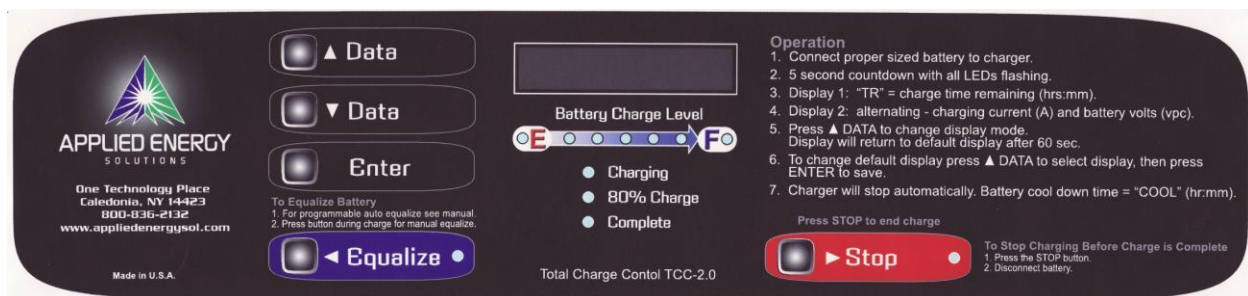 APPLIED ENERGY
SOLUTIONS
One Technology Place
Caledonia, NY 14423
800-836-2132
www.appliedenergysol.com
Made in U.S.A.
▲ Data
▼ Data
Enter
To Equalize Battery
1. For programmable auto equalize see manual.
2. Press button during charge for manual equalize.
◄ Equalize
Battery Charge Level
E F
Charging
80% Charge
Complete
Total Charge Contol TCC-2.0
Operation
1. Connect proper sized battery to charger.
2. 5 second countdown with all LEDs flashing.
3. Display 1: “TR” = charge time remaining (hrs:mm).
4. Display 2: alternating - charging current (A) and battery volts (vpc).
5. Press ▲ DATA to change display mode.
Display will return to default display after 60 sec.
6. To change default display press ▲ DATA to select display, then press
ENTER to save.
7. Charger will stop automatically. Battery cool down time = “COOL” (hr:mm).
Press STOP to end charge
► Stop
To Stop Charging Before Charge is Complete
1. Press the STOP button.
2. Disconnect battery.